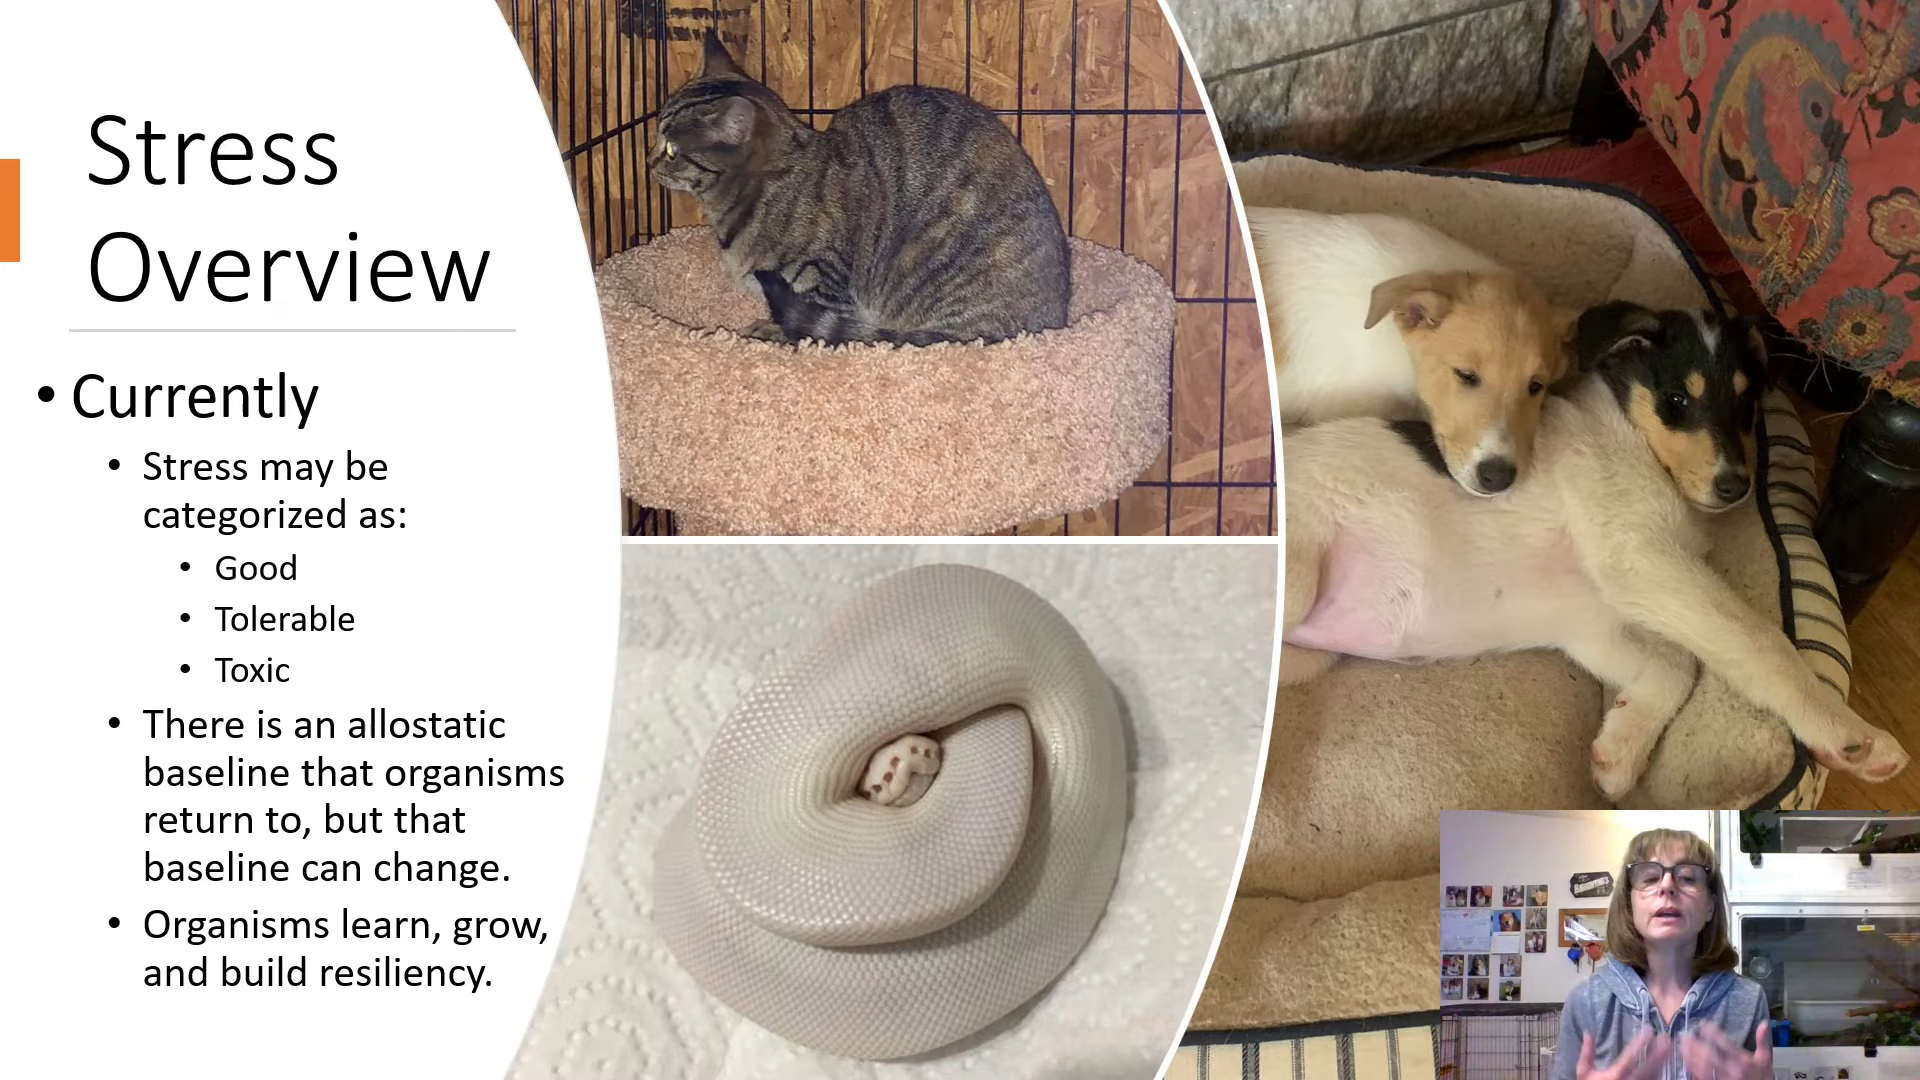 Stress
Overview
• Currently
• Stress may be
categorized as:
• Good
• Tolerable
• Toxic
• There is an allostatic
baseline that organisms
return to, but that
baseline can change.
• Organisms learn, grow,
and build resiliency.